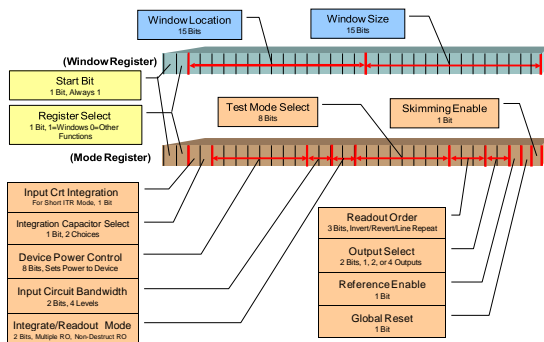 Window Location
15 Bits
Window Size
15 Bits
(Window Register)
Start Bit
1 Bit, Always 1
Register Select
1 Bit, 1=Windows 0=Other
Functions
Test Mode Select
8 Bits
Skimming Enable
1 Bit
(Mode Register)
Input Crt Integration
For Short ITR Mode, 1 Bit
Integration Capacitor Select
1 Bit, 2 Choices
Device Power Control
8 Bits, Sets Power to Device
Input Circuit Bandwidth
2 Bits, 4 Levels
Integrate/Readout Mode
2 Bits, Multiple RO, Non-Destruct RO
Readout Order
3 Bits, Invert/Revert/Line Repeat
Output Select
2 Bits, 1, 2, or 4 Outputs
Reference Enable
1 Bit
Global Reset
1 Bit